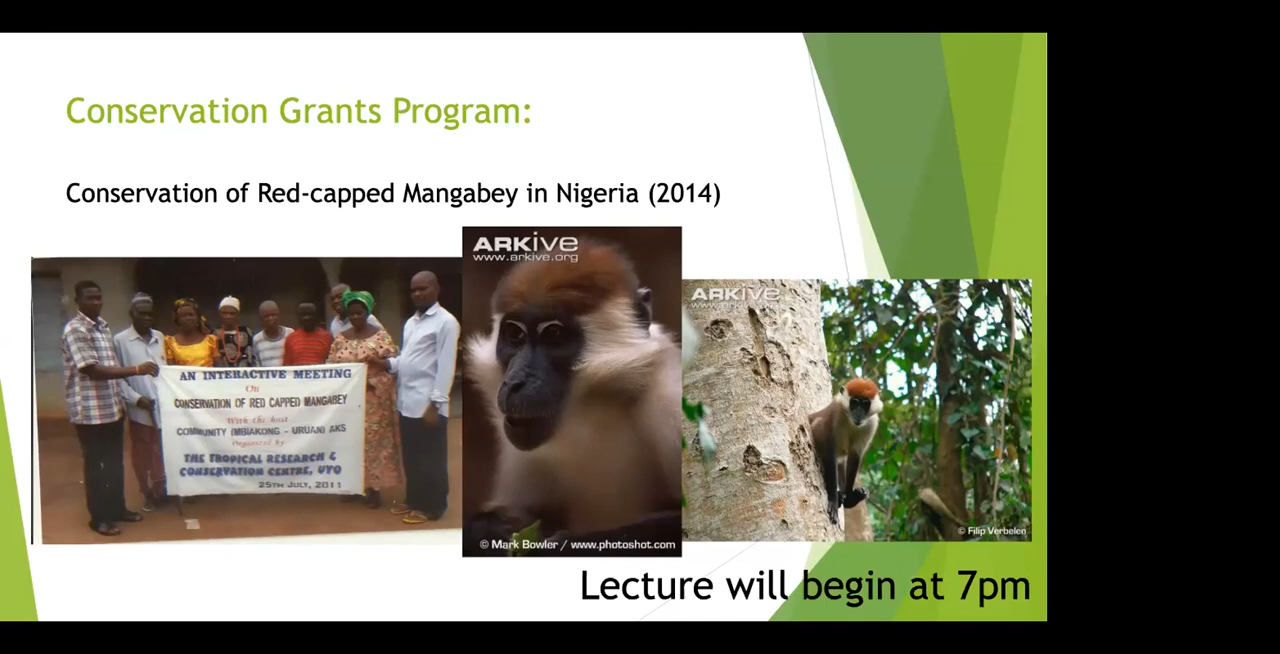 Conservation Grants Program:
Conservation of Red-capped Mangabey in Nigeria (2014)
AN INTERACTIVE MEETING
On
CONSERVATION OF RED CAPPED MANGABEY
With the host
COMMUNITY (MBIAKONG - URUAN) AKS
Organized by
THE TROPICAL RESEARCH &
CONSERVATION CENTRE, UYO
25TH JULY, 2011
ARKive
www.arkive.org
© Mark Bowler / www.photoshot.com
ARKive
www.arkive.org
© Filip Verbelen
Lecture will begin at 7pm